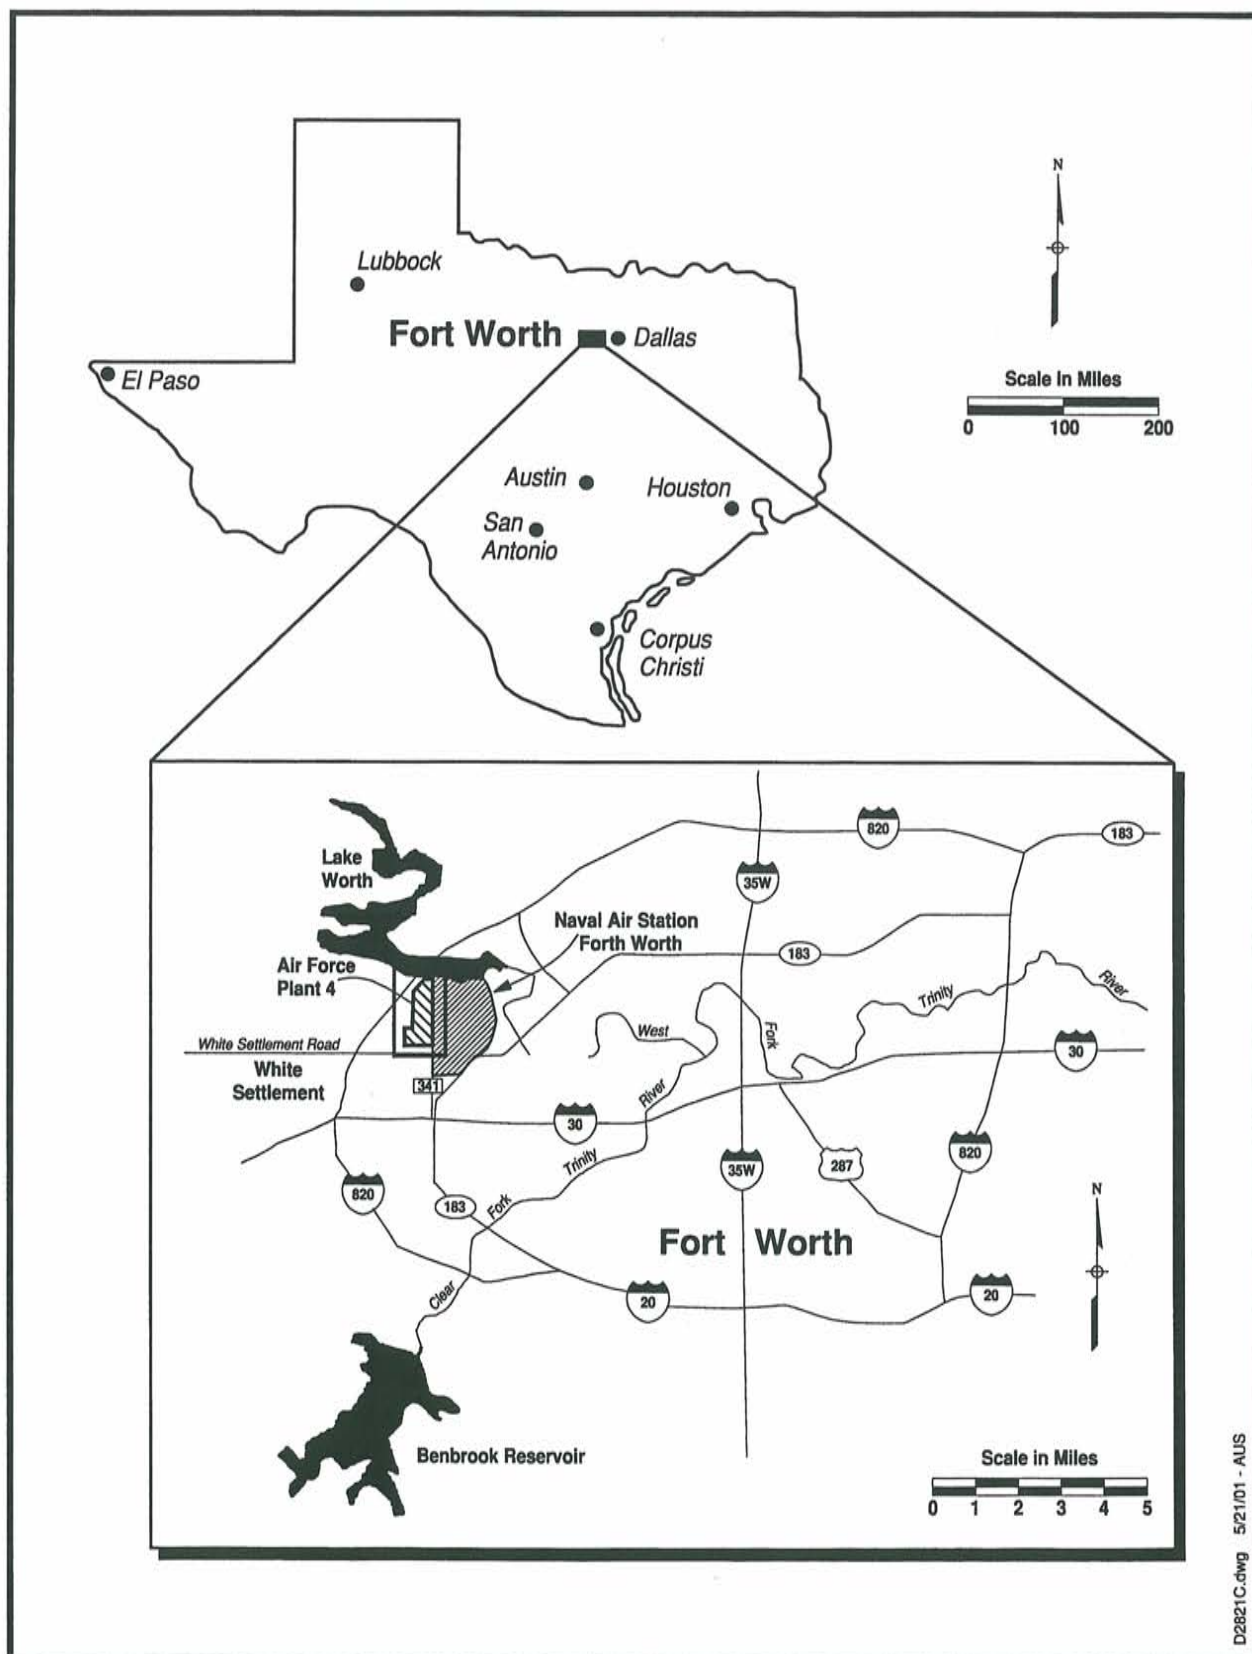 N
Lubbock
Fort Worth
Dallas
El Paso
Scale in Miles
0 100 200
Austin
Houston
San
Antonio
Corpus
Christi
820
183
Lake
Worth
35W
Naval Air Station
Forth Worth
183
Air Force
Plant 4
Trinity
River
West
Fork
White Settlement Road
30
White
Settlement
341
River
30
Trinity
820
35W
287
820
183
Fork
N
Fort Worth
Clear
20
20
Benbrook Reservoir
Scale in Miles
0 1 2 3 4 5
D2821C.dwg 5/21/01 - AUS